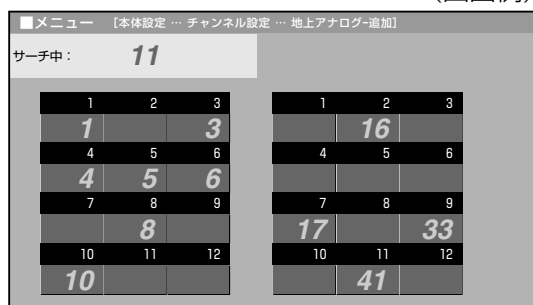 (画面例)
■メニュー [本体設定 … チャンネル設定 … 地上アナログ-追加]
サーチ中： 11
1 2 3 1 2 3
1 3 16
4 5 6 4 5 6
4 5 6
7 8 9 7 8 9
8 17 33
10 11 12 10 11 12
10 41